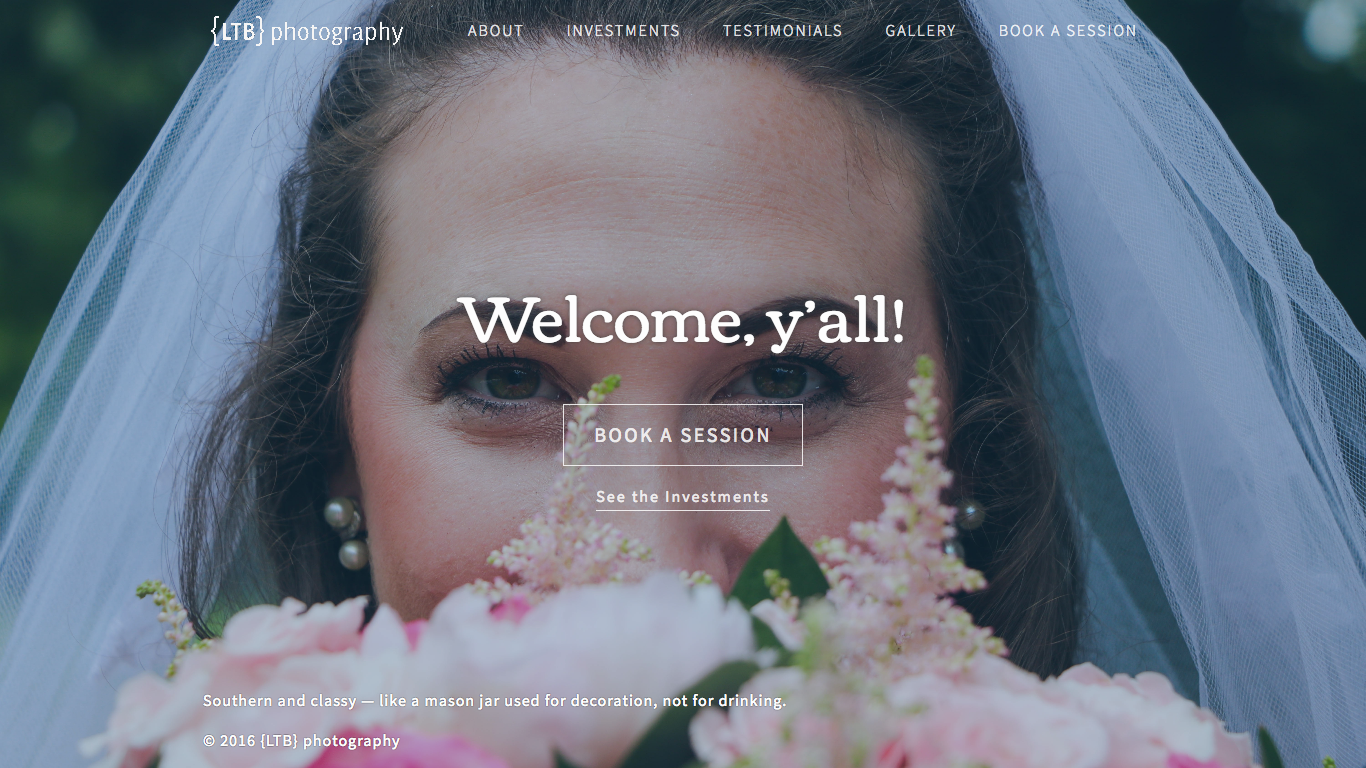 {LTB} photography
ABOUT
INVESTMENTS
TESTIMONIALS
GALLERY
BOOK A SESSION
Welcome, y’all!
BOOK A SESSION
See the Investments
Southern and classy — like a mason jar used for decoration, not for drinking.
© 2016 {LTB} photography